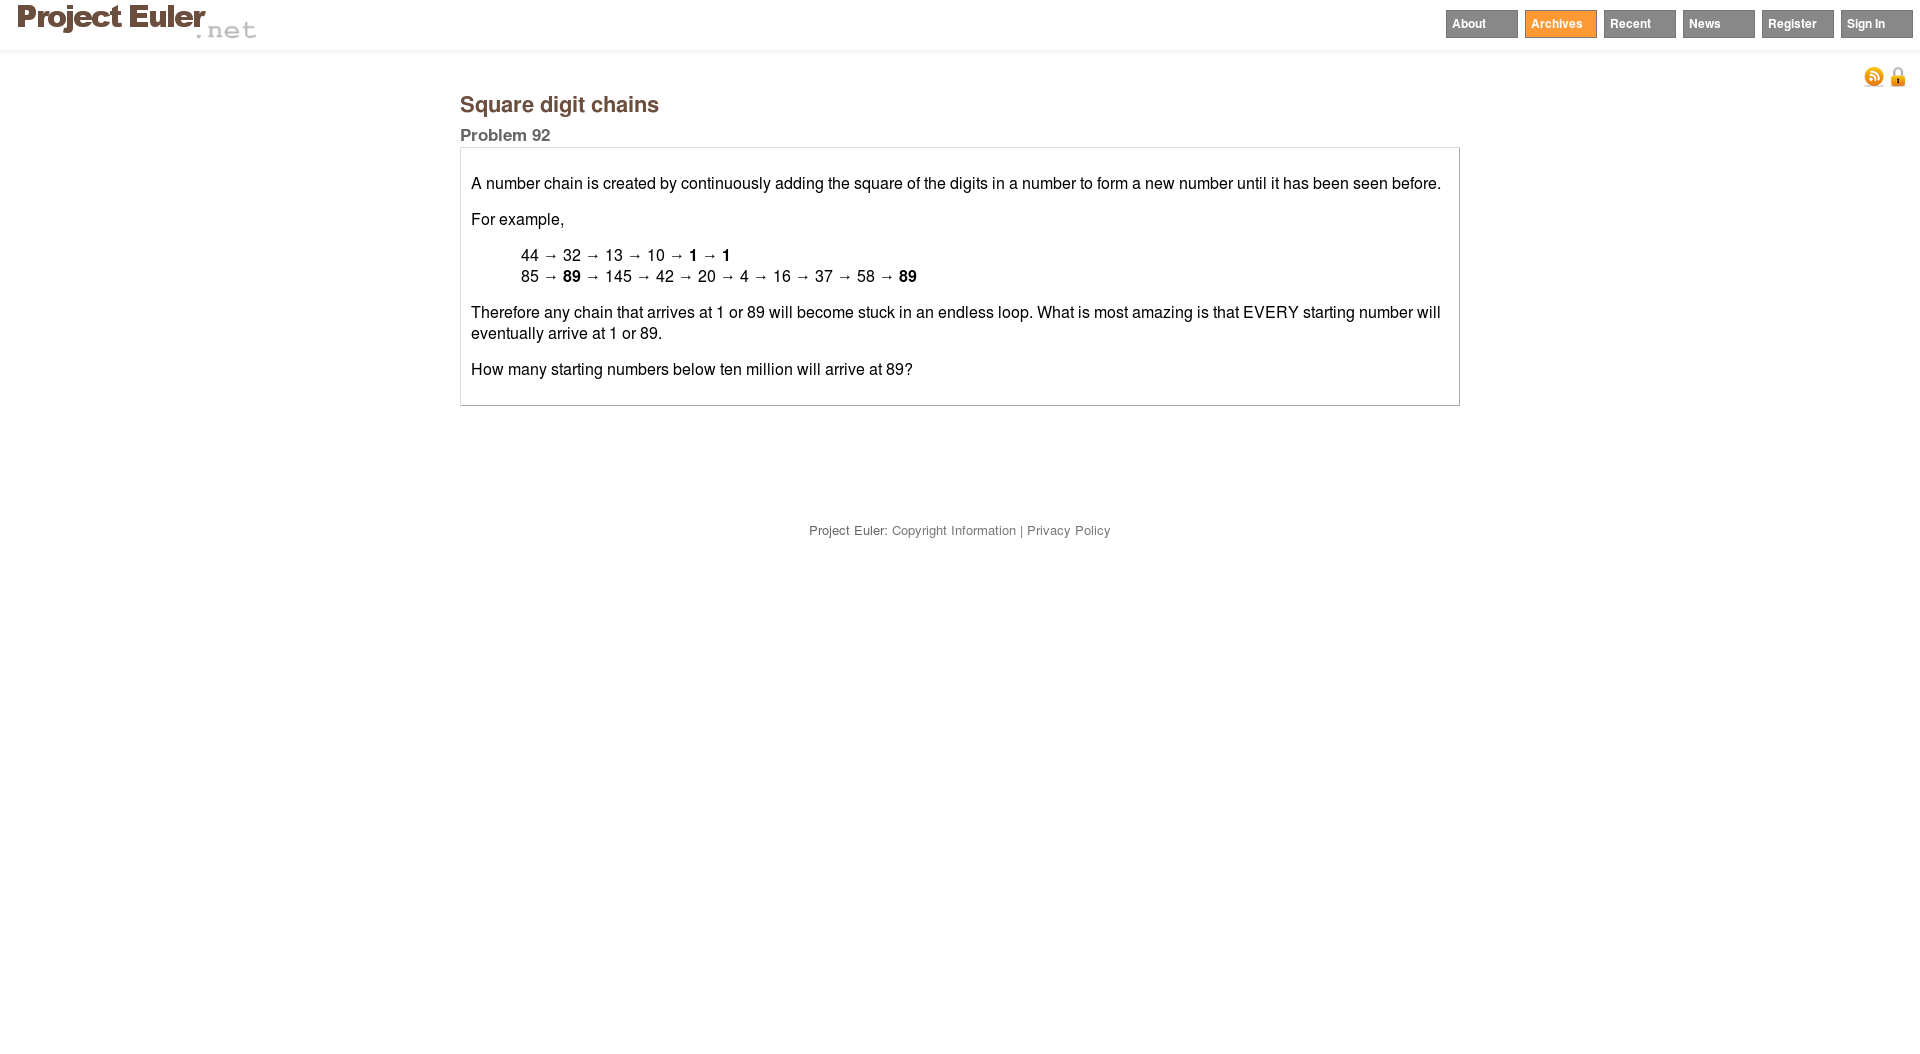 Project Euler.net
About Archives Recent News Register Sign In
Square digit chains
Problem 92
A number chain is created by continuously adding the square of the digits in a number to form a new number until it has been seen before.
For example,
44 → 32 → 13 → 10 → 1 → 1
85 → 89 → 145 → 42 → 20 → 4 → 16 → 37 → 58 → 89
Therefore any chain that arrives at 1 or 89 will become stuck in an endless loop. What is most amazing is that EVERY starting number will
eventually arrive at 1 or 89.
How many starting numbers below ten million will arrive at 89?
Project Euler: Copyright Information | Privacy Policy